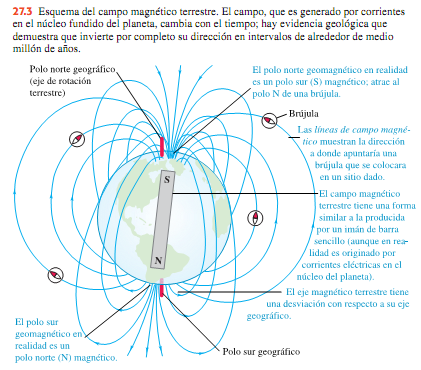 27.3 Esquema del campo magnético terrestre. El campo, que es generado por corrientes
en el núcleo fundido del planeta, cambia con el tiempo; hay evidencia geológica que
demuestra que invierte por completo su dirección en intervalos de alrededor de medio
millón de años.
Polo norte geográfico
(eje de rotación
terrestre)
El polo norte geomagnético en realidad
es un polo sur (S) magnético; atrae al
polo N de una brújula.
Brújula
Las líneas de campo magné-
tico muestran la dirección
a donde apuntaría una
brújula que se colocara
en un sitio dado.
S
El campo magnético
terrestre tiene una forma
similar a la producida
por un imán de barra
sencillo (aunque en rea-
lidad es originado por
corrientes eléctricas en el
núcleo del planeta).
N
El eje magnético terrestre tiene
una desviación con respecto a su eje
geográfico.
El polo sur
geomagnético en
realidad es un
polo norte (N) magnético.
Polo sur geográfico